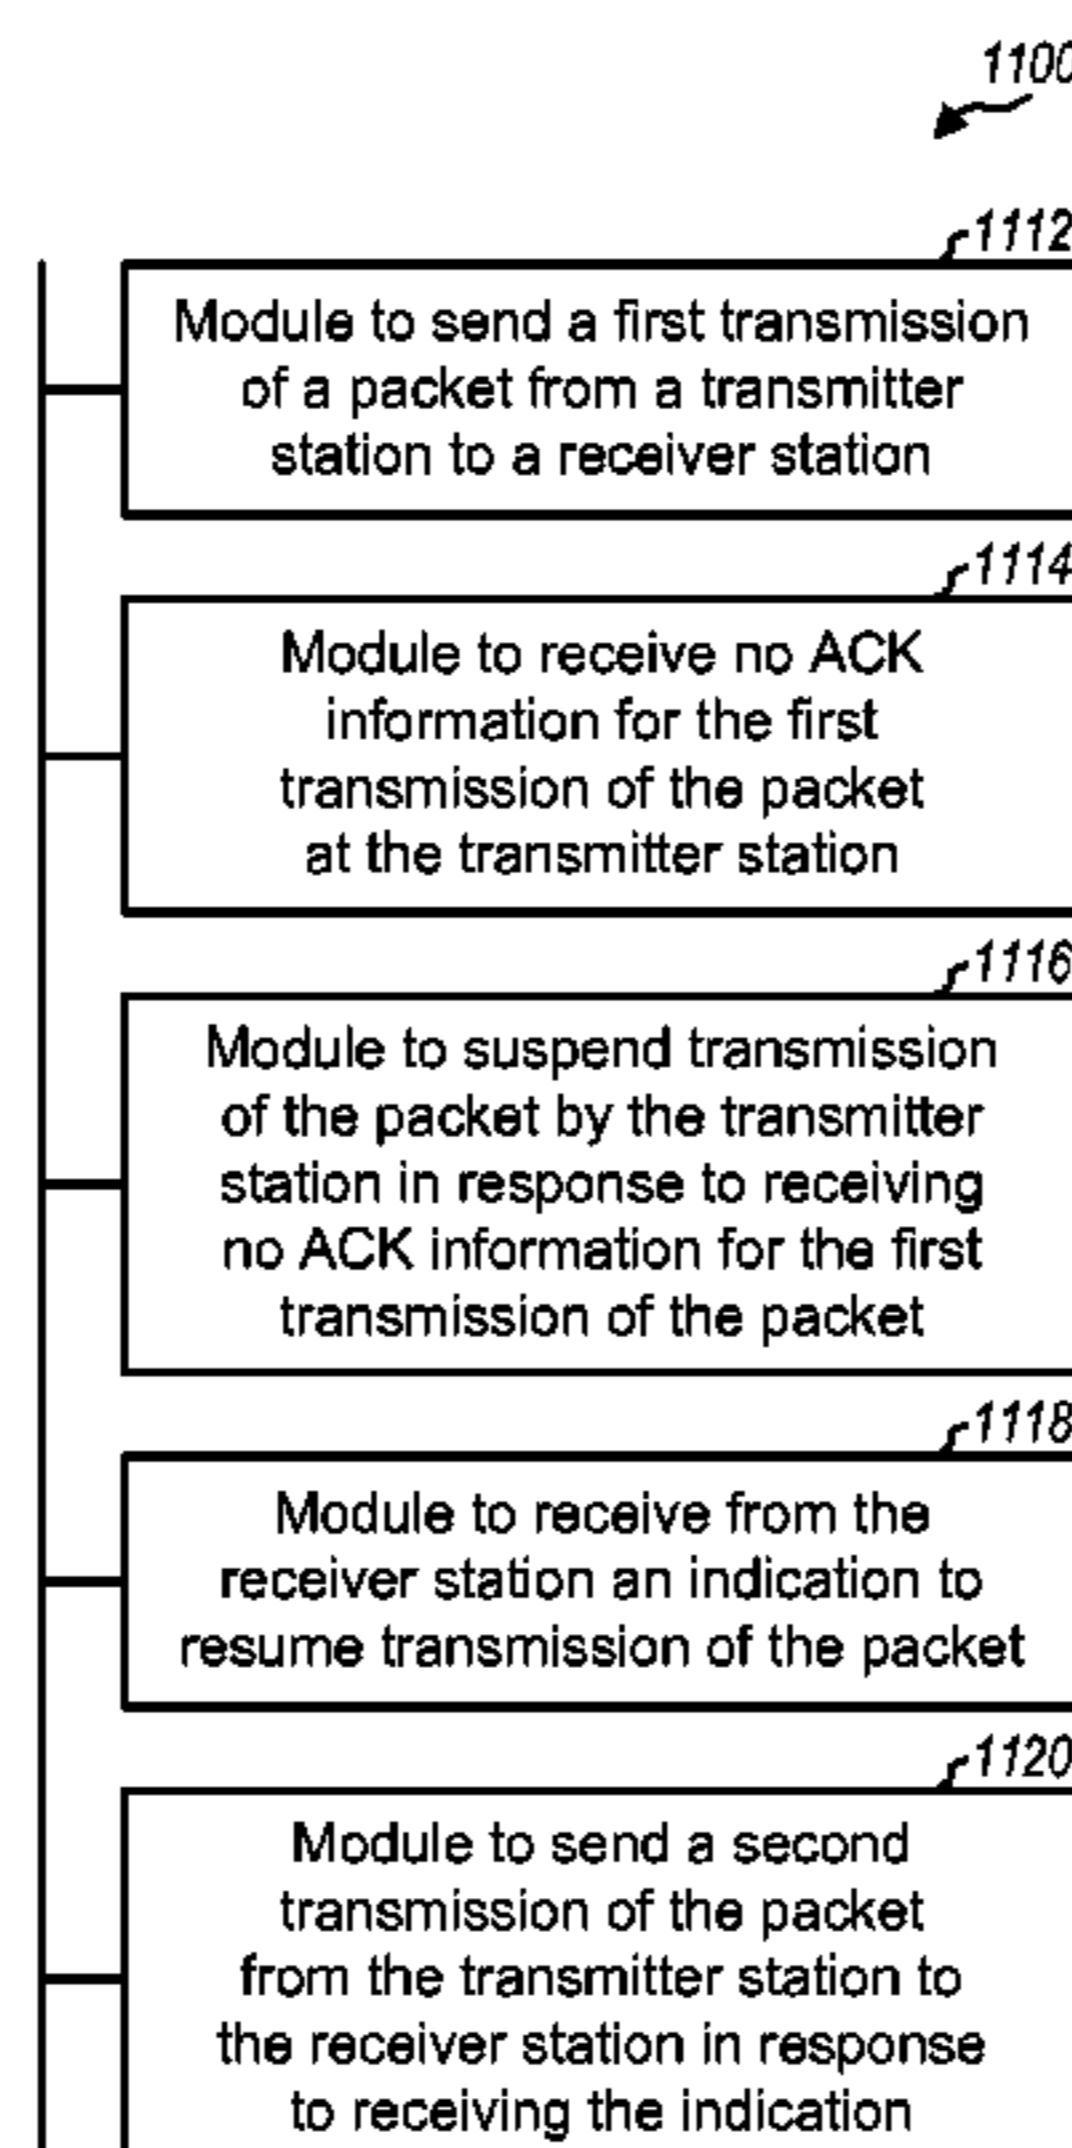 1100
1112
Module to send a first transmission
of a packet from a transmitter
station to a receiver station
1114
Module to receive no ACK
information for the first
transmission of the packet
at the transmitter station
1116
Module to suspend transmission
of the packet by the transmitter
station in response to receiving
no ACK information for the first
transmission of the packet
1118
Module to receive from the
receiver station an indication to
resume transmission of the packet
1120
Module to send a second
transmission of the packet
from the transmitter station to
the receiver station in response
to receiving the indication